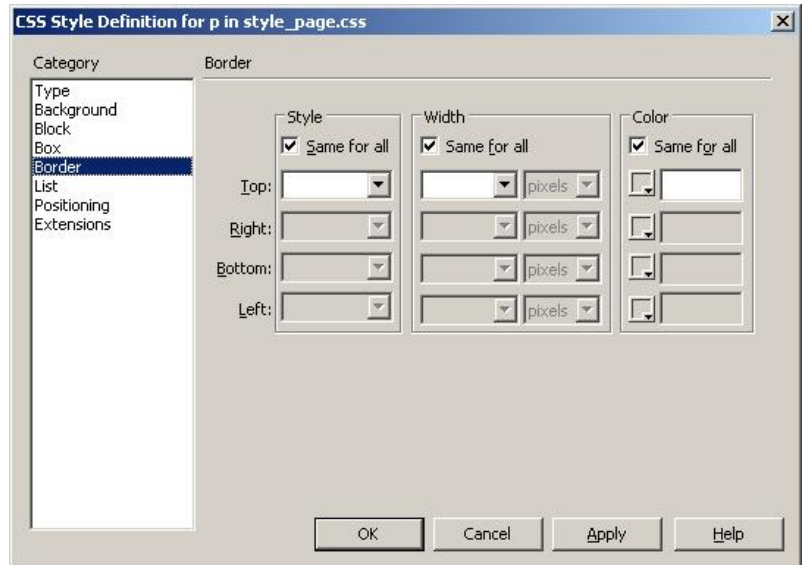 CSS Style Definition for p in style_page.css
Category
Type
Background
Block
Box
Border
List
Positioning
Extensions
Border
Style Width Color
Same for all Same for all Same for all
Top: pixels
Right: pixels
Bottom: pixels
Left: pixels
OK Cancel Apply Help